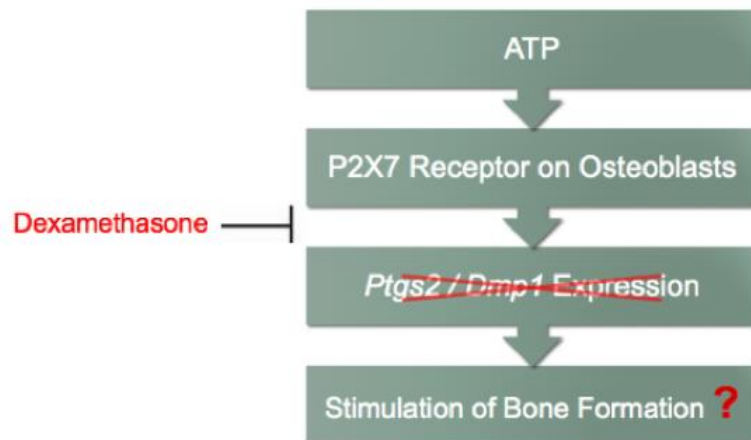 ATP
P2X7 Receptor on Osteoblasts
Dexamethasone
Ptgs2 / Dmp1 Expression
Stimulation of Bone Formation ?